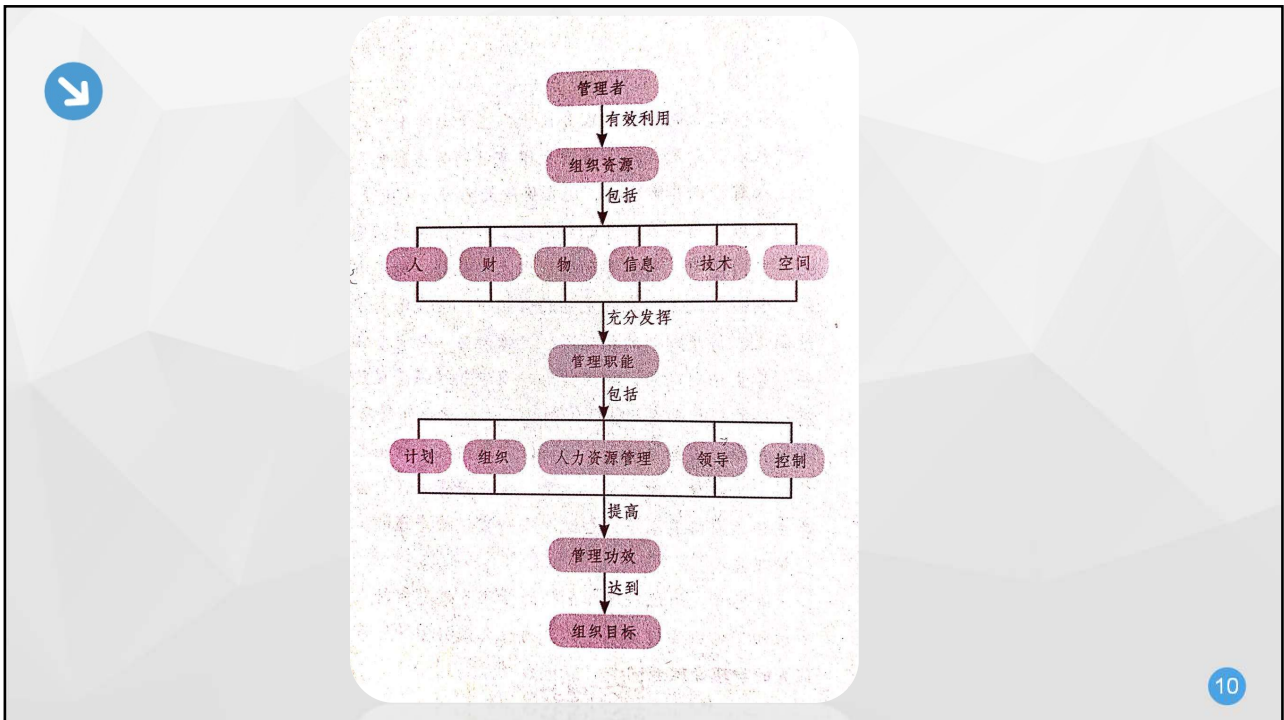 管理者
有效利用
组织资源
包括
人 财 物 信息 技术 空间
充分发挥
管理职能
包括
计划 组织 人力资源管理 领导 控制
提高
管理功效
达到
组织目标
10